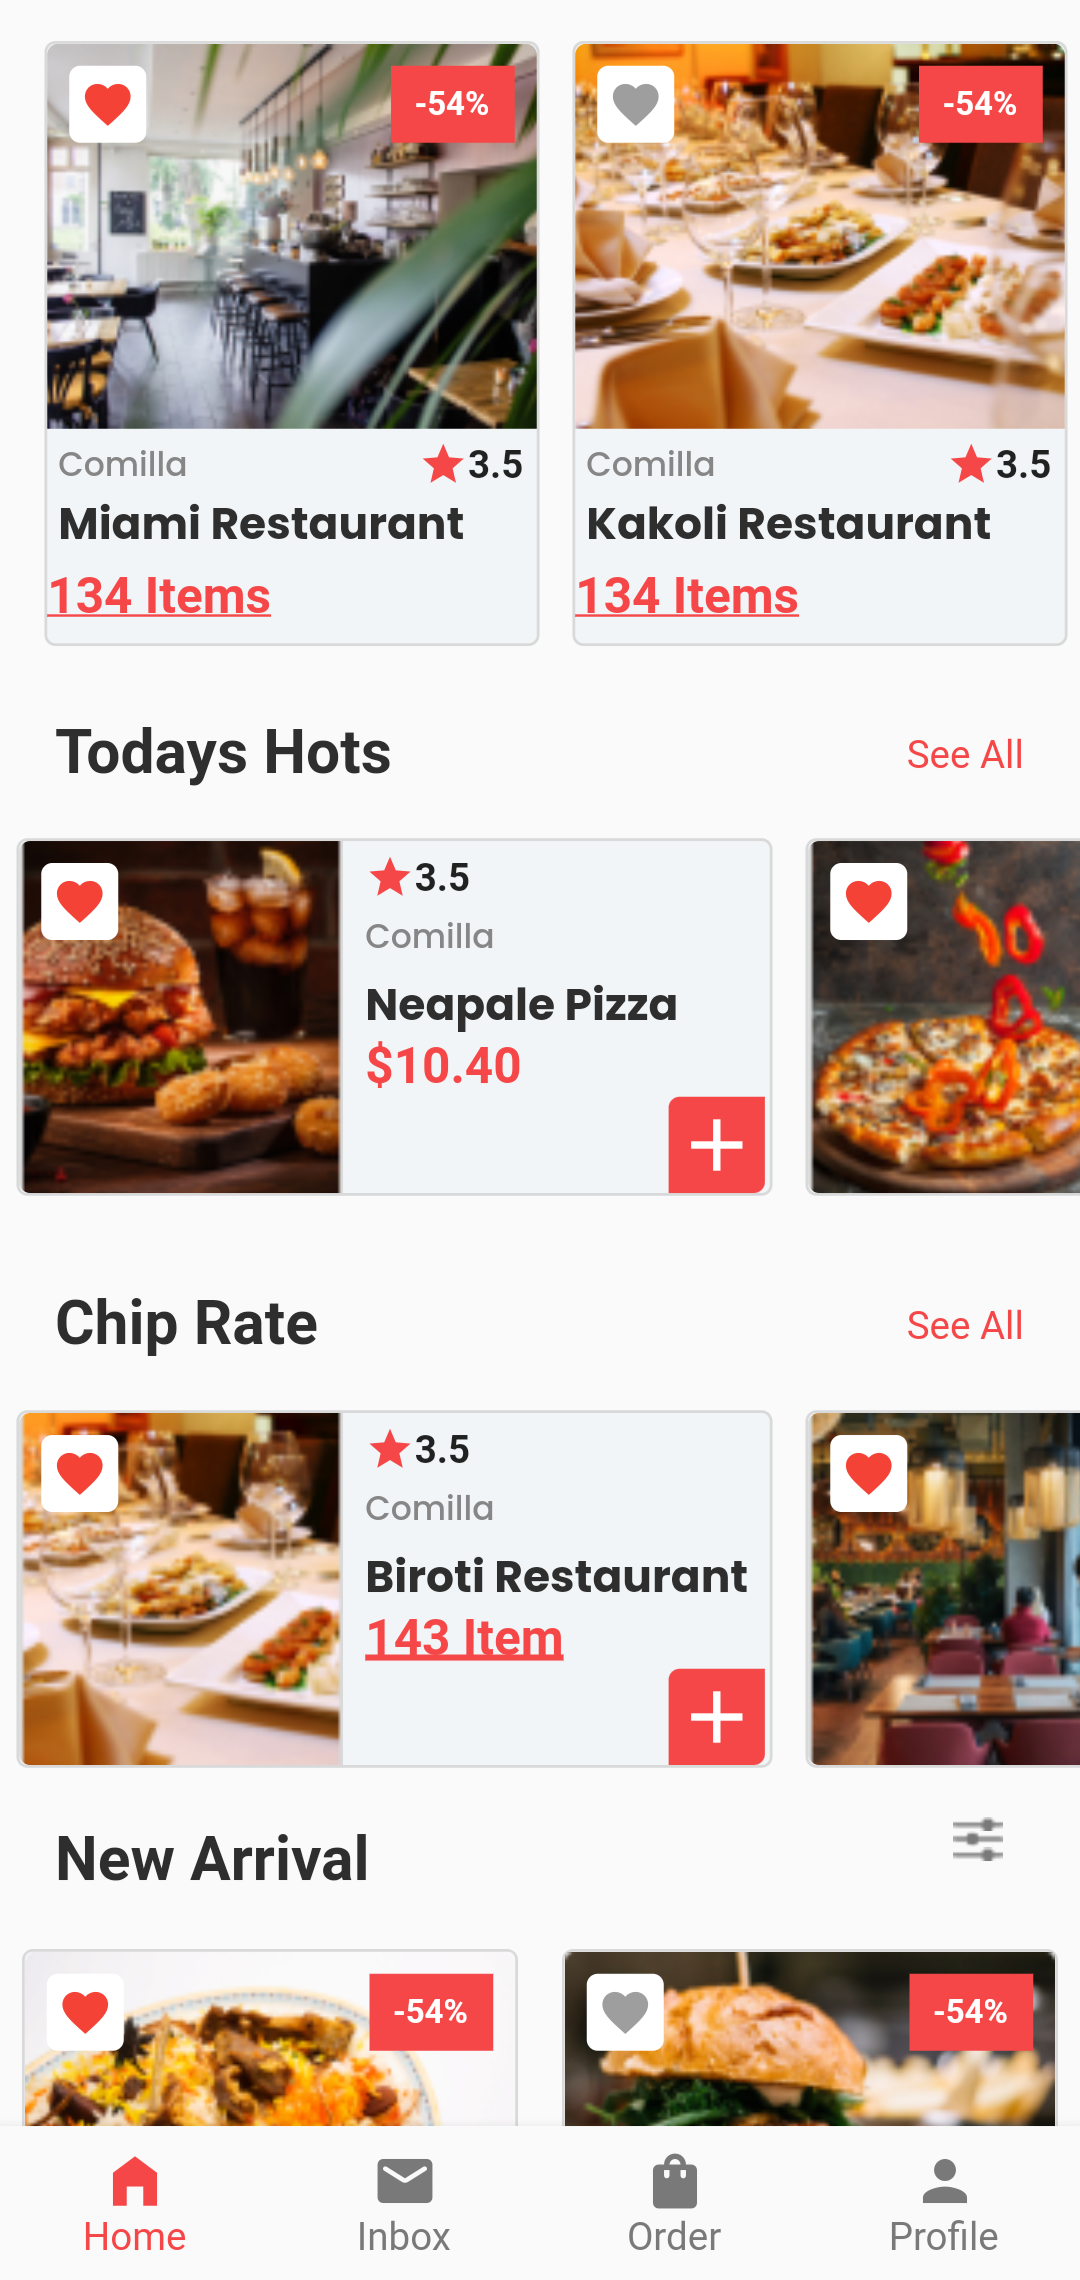 -54%
-54%
Comilla
3.5
Comilla
3.5
Miami Restaurant
Kakoli Restaurant
134 Items
134 Items
Todays Hots
See All
3.5
Comilla
Neapale Pizza
$10.40
Chip Rate
See All
3.5
Comilla
Biroti Restaurant
143 Item
New Arrival
-54%
-54%
Home
Inbox
Order
Profile